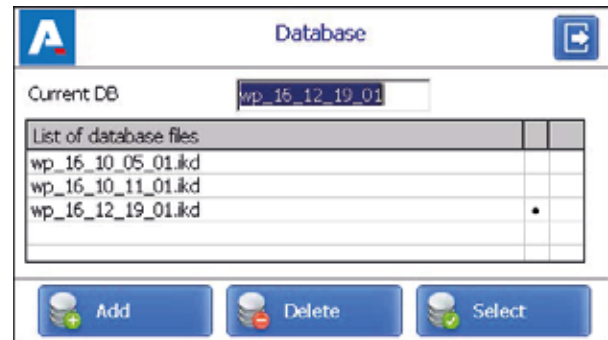 Database
Current DB wp_16_12_19_01
List of database files
wp_16_10_05_01.ikd
wp_16_10_11_01.ikd
wp_16_12_19_01.ikd
Add Delete Select